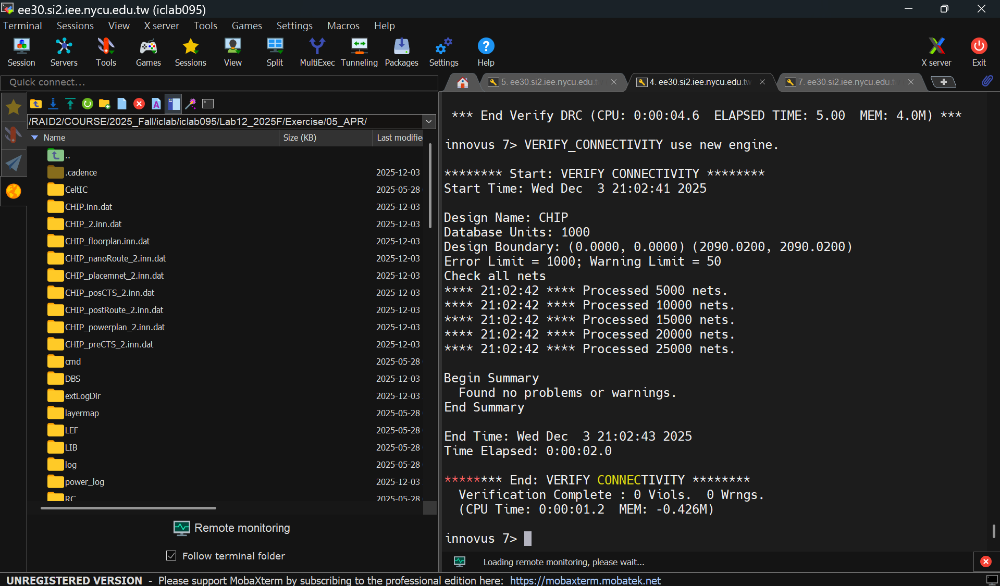 ee30.si2.iee.nycu.edu.tw (iclab095)
Terminal Sessions View X server Tools Games Settings Macros Help
Session Servers Tools Games Sessions View Split MultiExec Tunneling Packages Settings Help X server Exit
Quick connect...
5. ee30.si2.iee.nycu.edu.t
4. ee30.si2.iee.nycu.edu.tw
7. ee30.si2.iee.nycu.edu.t
/RAID2/COURSE/2025_Fall/iclab/iclab095/Lab12_2025F/Exercise/05_APR/
Name Size (KB) Last modifie
..
.cadence 2025-12-03
CeltIC 2025-05-28
CHIP.inn.dat 2025-12-03
CHIP_2.inn.dat 2025-12-03
CHIP_floorplan.inn.dat 2025-12-03
CHIP_nanoRoute_2.inn.dat 2025-12-03
CHIP_placemnet_2.inn.dat 2025-12-03
CHIP_posCTS_2.inn.dat 2025-12-03
CHIP_postRoute_2.inn.dat 2025-12-03
CHIP_powerplan_2.inn.dat 2025-12-03
CHIP_preCTS_2.inn.dat 2025-12-03
cmd 2025-05-28
DBS 2025-12-03
extLogDir 2025-12-03
layermap 2025-05-28
LEF 2025-05-28
LIB 2025-05-28
log 2025-05-28
power_log 2025-12-03
RC 2025-05-28
Remote monitoring
Follow terminal folder
*** End Verify DRC (CPU: 0:00:04.6 ELAPSED TIME: 5.00 MEM: 4.0M) ***
innovus 7> VERIFY_CONNECTIVITY use new engine.
******** Start: VERIFY CONNECTIVITY ********
Start Time: Wed Dec 3 21:02:41 2025
Design Name: CHIP
Database Units: 1000
Design Boundary: (0.0000, 0.0000) (2090.0200, 2090.0200)
Error Limit = 1000; Warning Limit = 50
Check all nets
**** 21:02:42 **** Processed 5000 nets.
**** 21:02:42 **** Processed 10000 nets.
**** 21:02:42 **** Processed 15000 nets.
**** 21:02:42 **** Processed 20000 nets.
**** 21:02:42 **** Processed 25000 nets.
Begin Summary
Found no problems or warnings.
End Summary
End Time: Wed Dec 3 21:02:43 2025
Time Elapsed: 0:00:02.0
******** End: VERIFY CONNECTIVITY ********
Verification Complete : 0 Viols. 0 Wrngs.
(CPU Time: 0:00:01.2 MEM: -0.426M)
innovus 7>
Loading remote monitoring, please wait...
UNREGISTERED VERSION - Please support MobaXterm by subscribing to the professional edition here: https://mobaxterm.mobatek.net